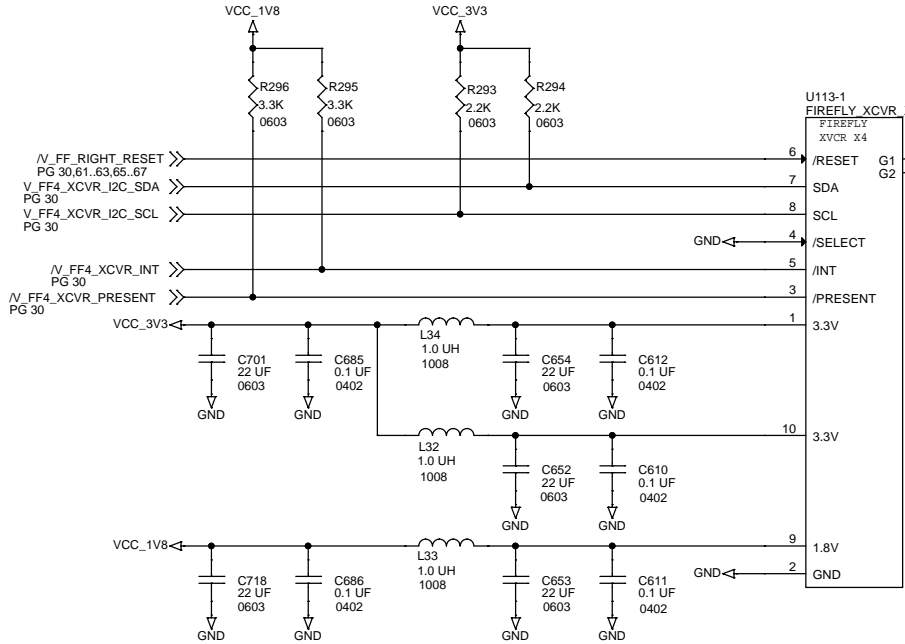 VCC_1V8
VCC_3V3
R296
3.3K
0603
R295
3.3K
0603
R293
2.2K
0603
R294
2.2K
0603
U113-1
FIREFLY_XCVR_
FIREFLY
XVCR X4
/V_FF_RIGHT_RESET
PG 30,61..63,65..67
6
/RESET
G1
G2
V_FF4_XCVR_I2C_SDA
PG 30
7
SDA
V_FF4_XCVR_I2C_SCL
PG 30
8
SCL
GND
4
/SELECT
/V_FF4_XCVR_INT
PG 30
5
/INT
/V_FF4_XCVR_PRESENT
PG 30
3
/PRESENT
VCC_3V3
1
3.3V
L34
1.0 UH
1008
C701
22 UF
0603
GND
C685
0.1 UF
0402
GND
C654
22 UF
0603
GND
C612
0.1 UF
0402
GND
10
3.3V
L32
1.0 UH
1008
C652
22 UF
0603
GND
C610
0.1 UF
0402
GND
VCC_1V8
9
1.8V
L33
1.0 UH
1008
GND
2
GND
C718
22 UF
0603
GND
C686
0.1 UF
0402
GND
C653
22 UF
0603
GND
C611
0.1 UF
0402
GND